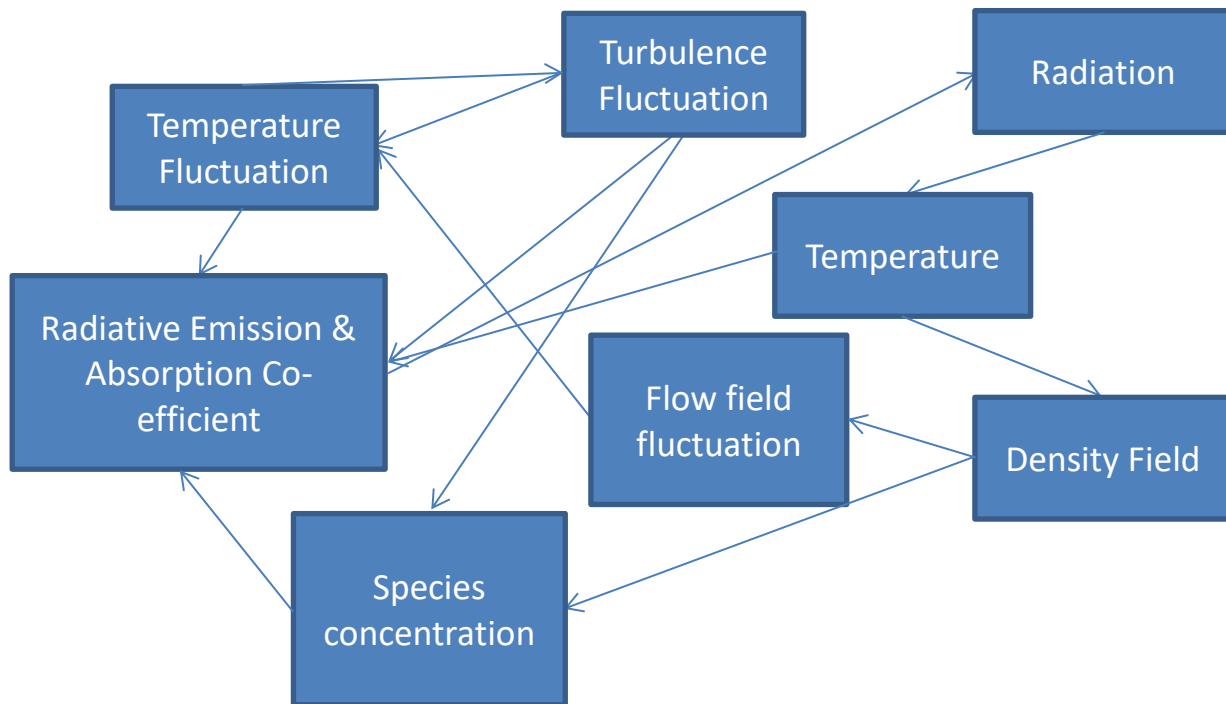 Temperature
Fluctuation
Turbulence
Fluctuation
Radiation
Temperature
Radiative Emission &
Absorption Co-
efficient
Flow field
fluctuation
Density Field
Species
concentration